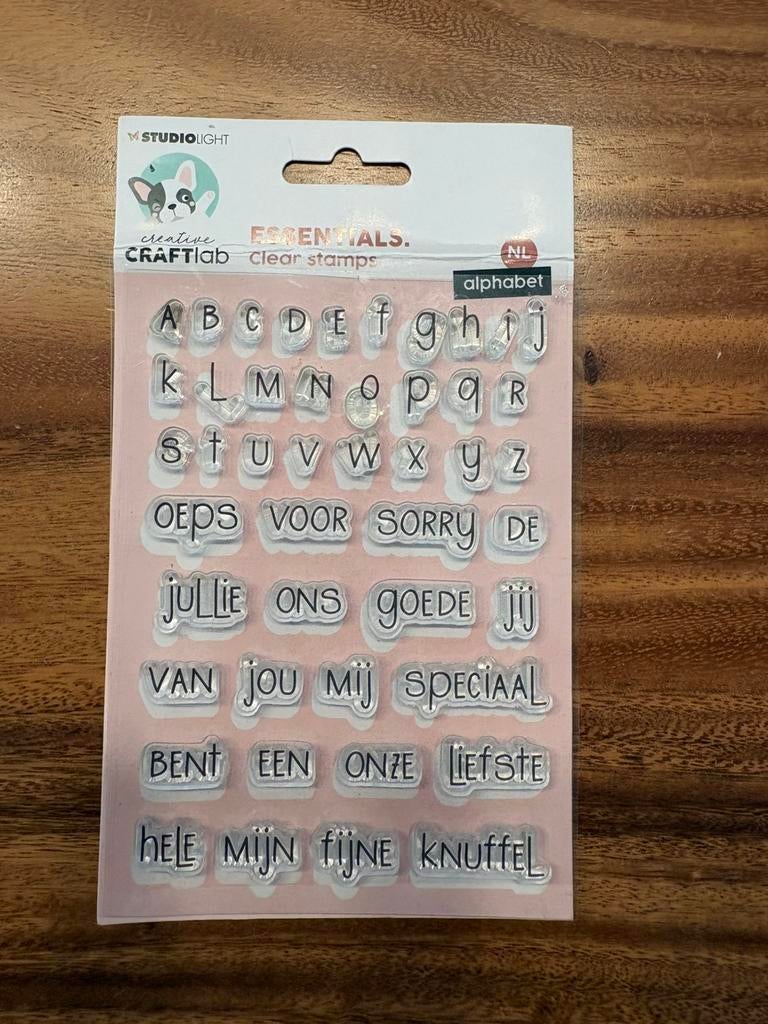 STUDIOLIGHT
creative
CRAFTlab
ESSENTIALS.
clear stamps
NL
alphabet
A B C D E f g h i j
k L M N O p q R
S t U V W X y Z
OEpS VOOR SORRy DE
juLLiE ONS gOEDE jij
VAN jOU Mij SpECiAAL
BENt EEN ONZE LiEfStE
hELE MijN fijNE kNUffEL